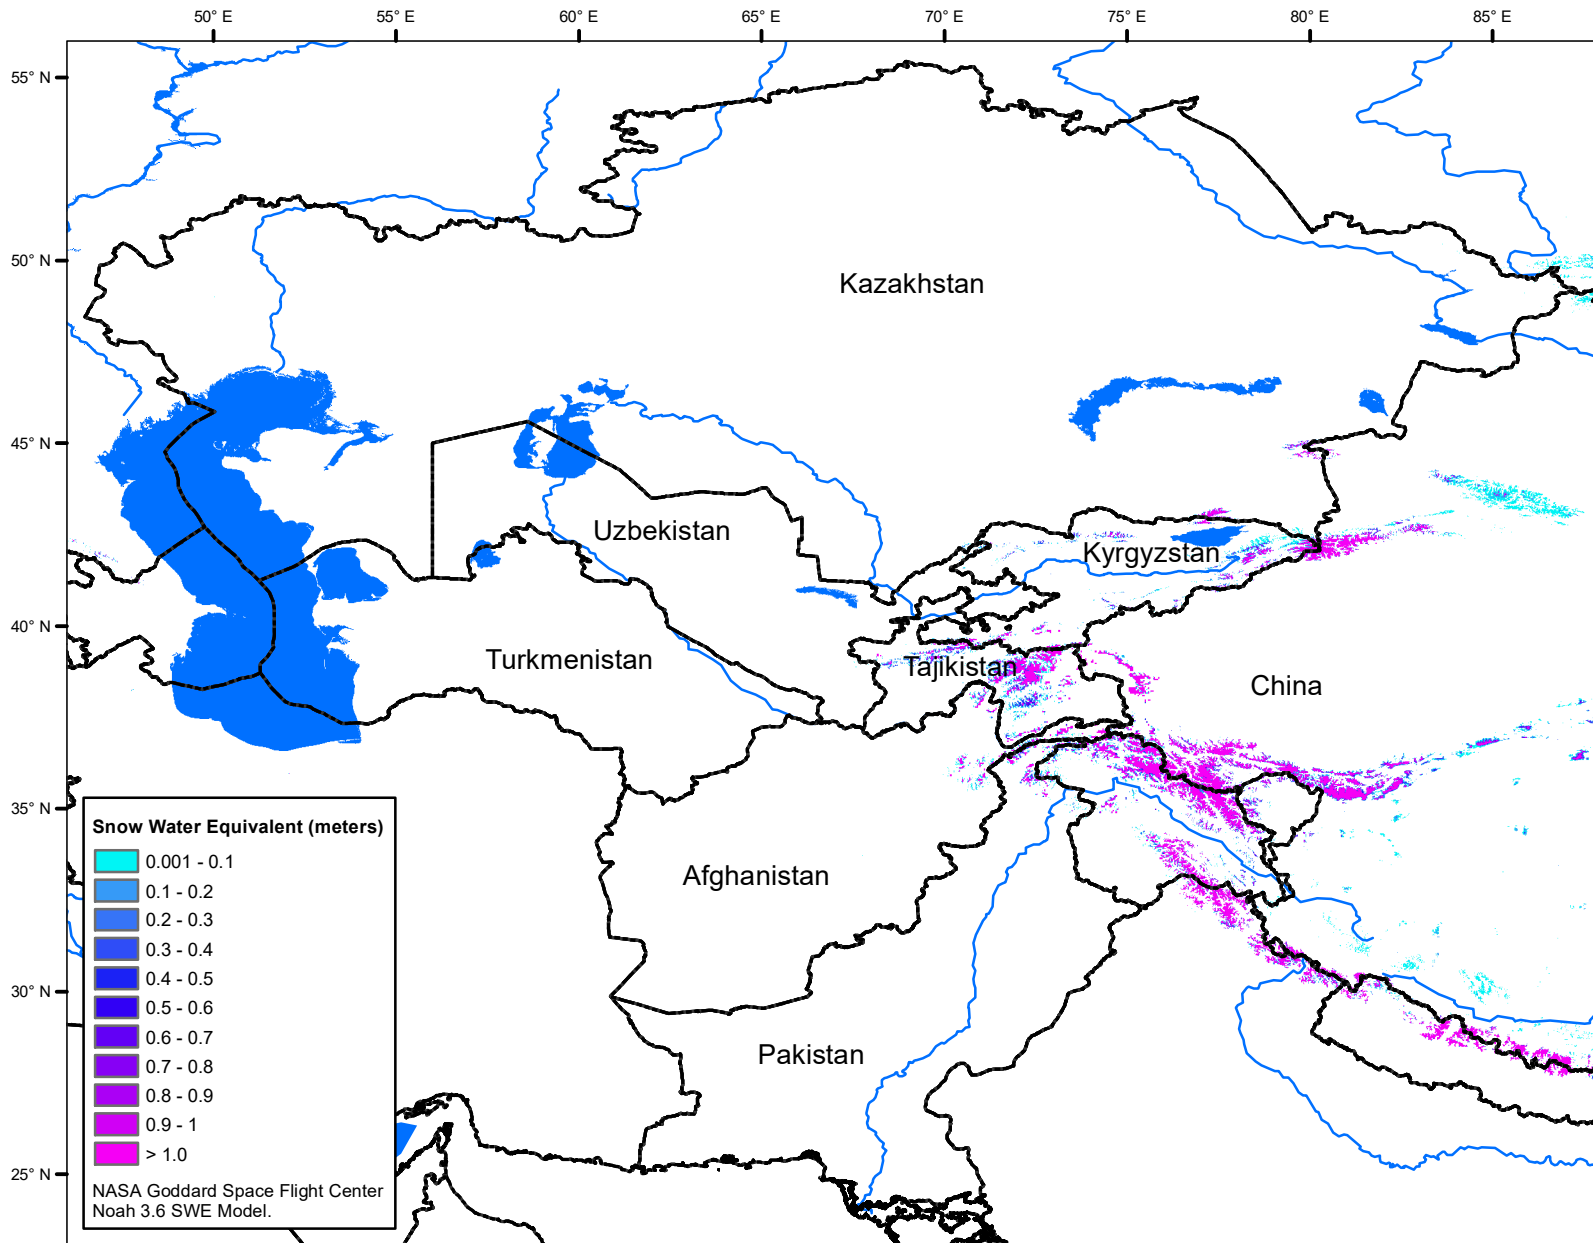 50° E 55° E 60° E 65° E 70° E 75° E 80° E 85° E
55° N
50° N
Kazakhstan
45° N
Uzbekistan
Kyrgyzstan
40° N
Turkmenistan
Tajikistan
China
35° N
Snow Water Equivalent (meters)
0.001 - 0.1
0.1 - 0.2
0.2 - 0.3
0.3 - 0.4
0.4 - 0.5
0.5 - 0.6
0.6 - 0.7
0.7 - 0.8
0.8 - 0.9
0.9 - 1
> 1.0
NASA Goddard Space Flight Center
Noah 3.6 SWE Model.
Afghanistan
30° N
Pakistan
25° N